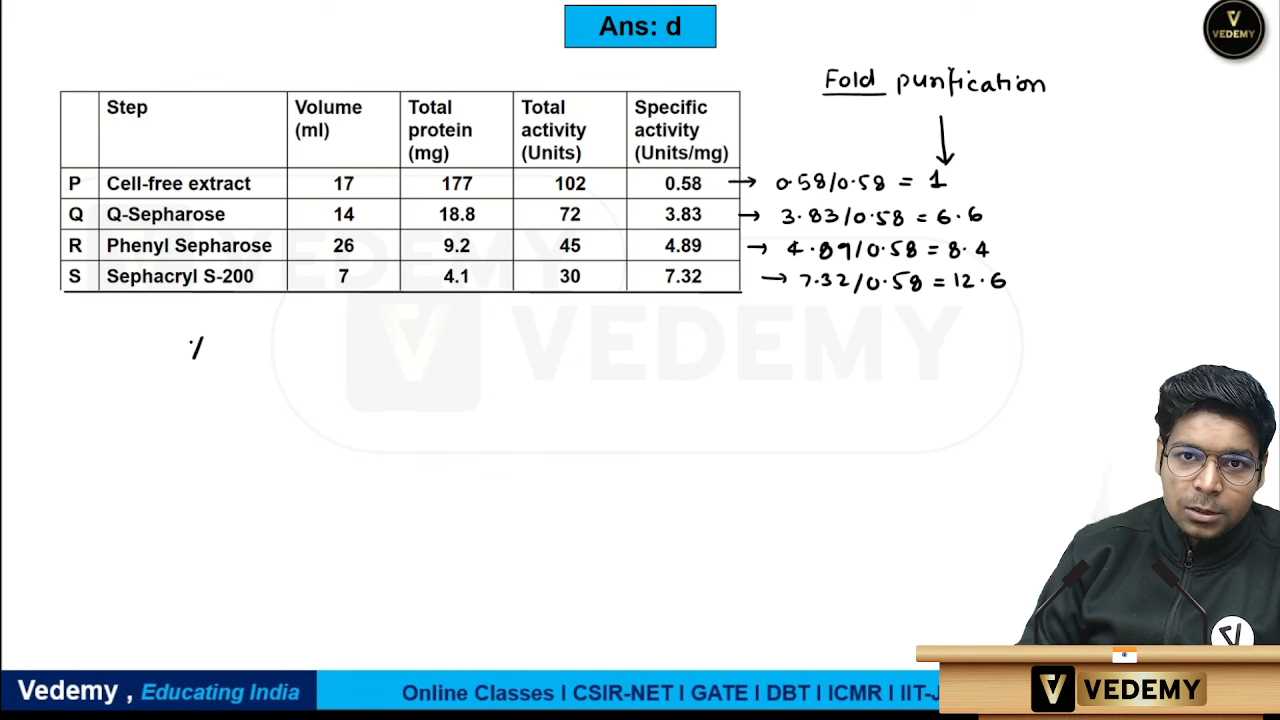 Ans: d
VEDEMY
Fold purification
Step Volume (ml) Total protein (mg) Total activity (Units) Specific activity (Units/mg)
P Cell-free extract 17 177 102 0.58 → 0.58/0.58 = 1
Q Q-Sepharose 14 18.8 72 3.83 → 3.83/0.58 = 6.6
R Phenyl Sepharose 26 9.2 45 4.89 → 4.89/0.58 = 8.4
S Sephacryl S-200 7 4.1 30 7.32 → 7.32/0.58 = 12.6
VEDEMY
VEDEMY
Vedemy , Educating India Online Classes I CSIR-NET I GATE I DBT I ICMR I IIT-J
VEDEMY